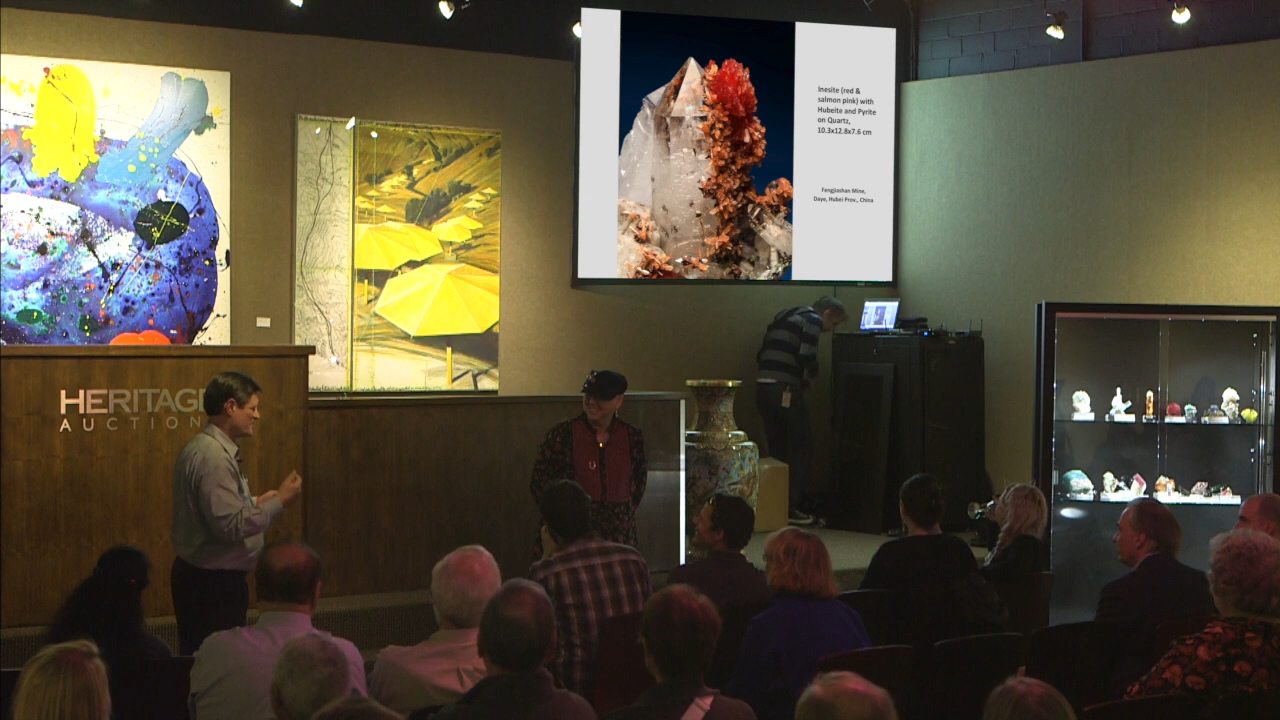 HERITAGE
AUCTION
Inesite (red &
salmon pink) with
Hubeite and Pyrite
on Quartz,
10.3x12.8x7.6 cm
Fengjiashan Mine,
Daye, Hubei Prov., China